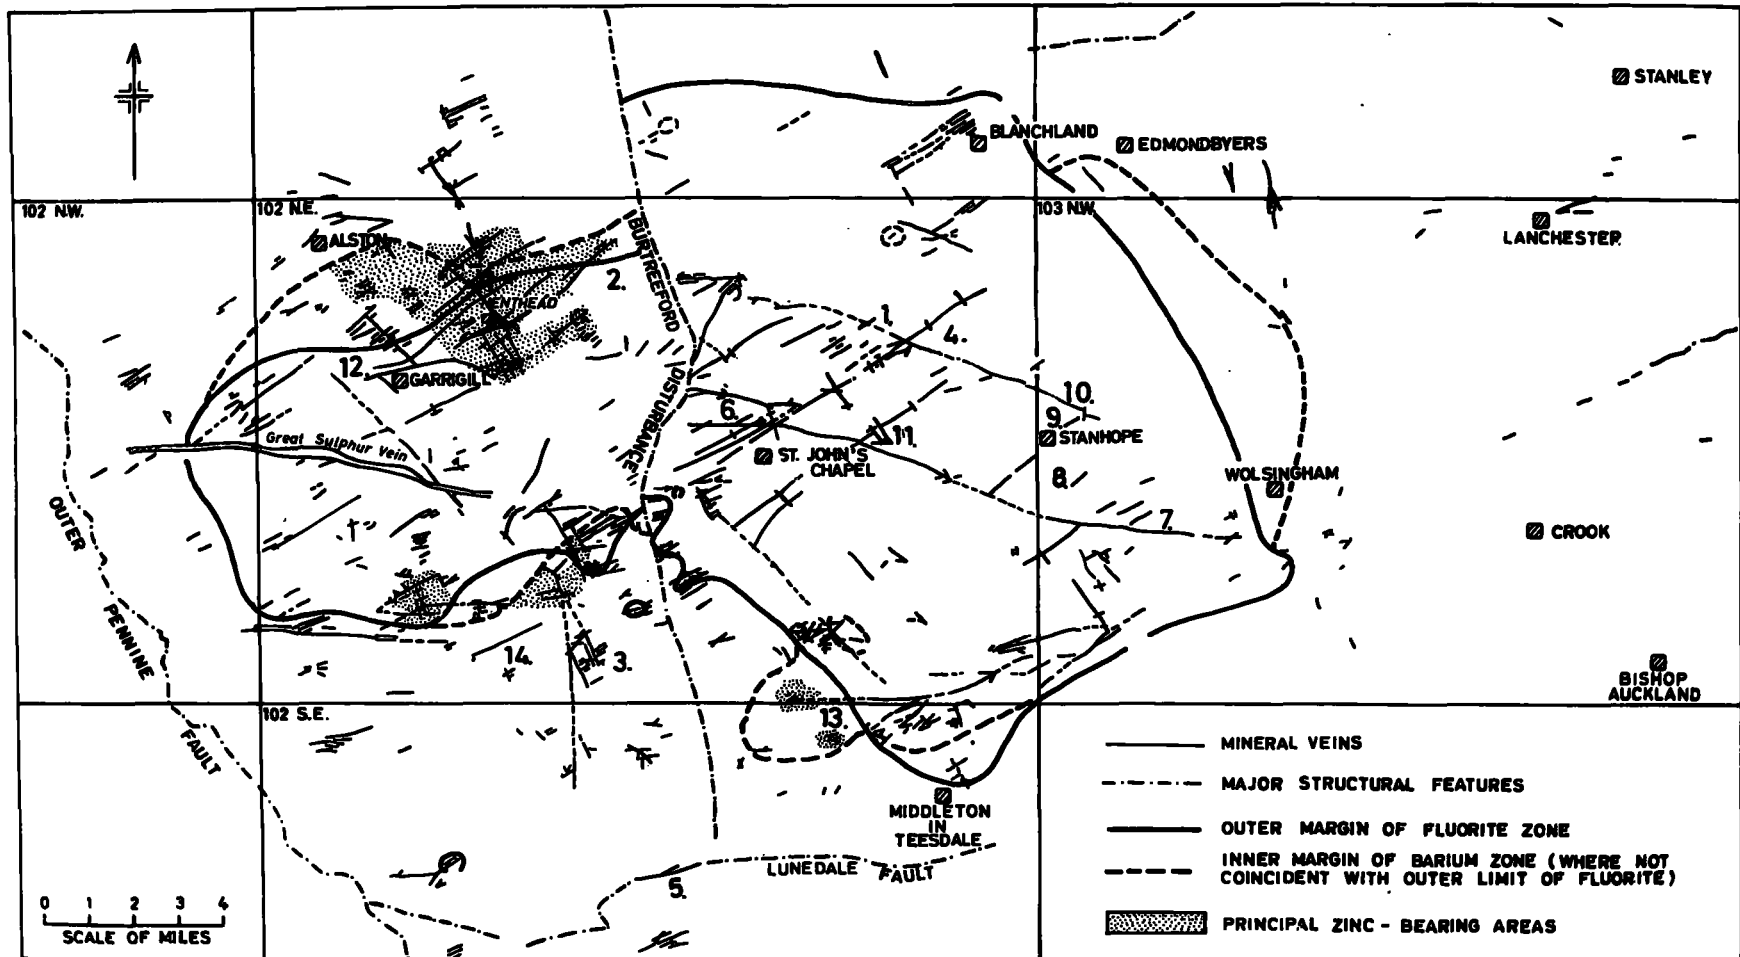 STANLEY
BLANCHLAND
EDMONDBYERS
102 N.W.
102 N.E.
103 N.W.
LANCHESTER
ALSTON
BURTREEFORD
DISTURBANCE
2.
ENTHEAD
1.
4.
12.
GARRIGILL
10.
6.
9.
STANHOPE
11.
Great Sulphur Vein
ST. JOHN'S
CHAPEL
8.
WOLSINGHAM
OUTER
PENNINE
FAULT
7.
CROOK
14.
3.
BISHOP
AUCKLAND
102 S.E.
13.
MIDDLETON
IN
TEESDALE
LUNEDALE FAULT
5.
MINERAL VEINS
MAJOR STRUCTURAL FEATURES
OUTER MARGIN OF FLUORITE ZONE
INNER MARGIN OF BARIUM ZONE (WHERE NOT
COINCIDENT WITH OUTER LIMIT OF FLUORITE)
PRINCIPAL ZINC - BEARING AREAS
0 1 2 3 4
SCALE OF MILES